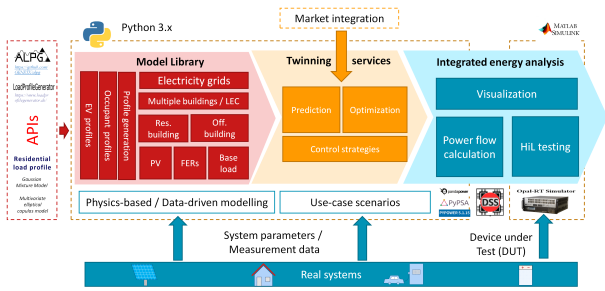 Market integration
Python 3.x
MATLAB
SIMULINK
ALPG
LoadProfileGenerator
APIs
Residential
load profile
Gaussian
Mixture Model
Multivariate
elliptical
copulas model
Model Library
Electricity grids
Multiple buildings / LEC
Res.
building
Off.
building
PV
FERs
Base
load
EV
profiles
Occupant profiles
Profile generation
Twinning services
Prediction
Optimization
Control strategies
Integrated energy analysis
Visualization
Power flow
calculation
HiL testing
Physics-based / Data-driven modelling
Use-case scenarios
pandapower
PyPSA
DSS
Opal-RT Simulator
System parameters /
Measurement data
Device under
Test (DUT)
Real systems